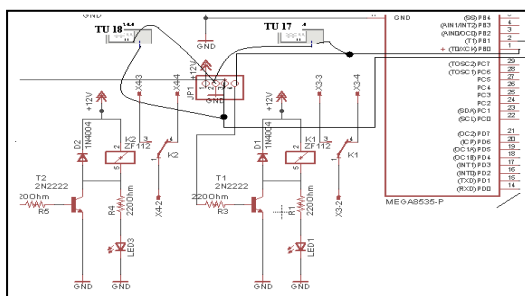 TU 18
TU 17
GND
GND
(SS) PB4
(AIN1/INT2) PB3
(AIN0/OC0) PB2
(T1) PB1
(T0/XCK) PB0
5
4
3
2
1
(TOSC2) PC7
(TOSC1) PC6
PC5
PC4
PC3
PC2
(SDA) PC1
(SCL) PC0
29
28
27
26
25
24
23
22
(OC2) PD7
(ICP) PD6
(OC1A) PD5
(OC1B) PD4
(INT1) PD3
(INT0) PD2
(TXD) PD1
(RXD) PD0
21
20
19
18
17
16
15
14
MEGA8535-P
JP1
+12V
GND
+12V
X4-3
X4-4
+12V
X3-3
X3-4
D2
1N4004
K2
ZF112
K2
D1
1N4004
K1
ZF112
K1
T2
2N2222
220Ohm
R5
R4
220Ohm
X4-2
T1
2N2222
220Ohm
R3
R1
220Ohm
X3-2
LED3
LED1
GND
GND
GND
GND